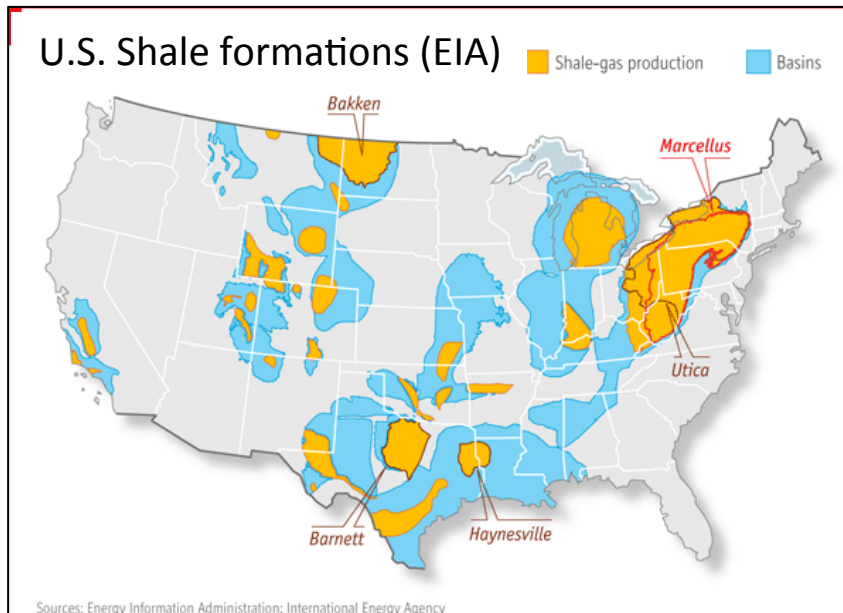 U.S. Shale formations (EIA)
Shale-gas production
Basins
Bakken
Marcellus
Utica
Barnett
Haynesville
Sources: Energy Information Administration; International Energy Agency